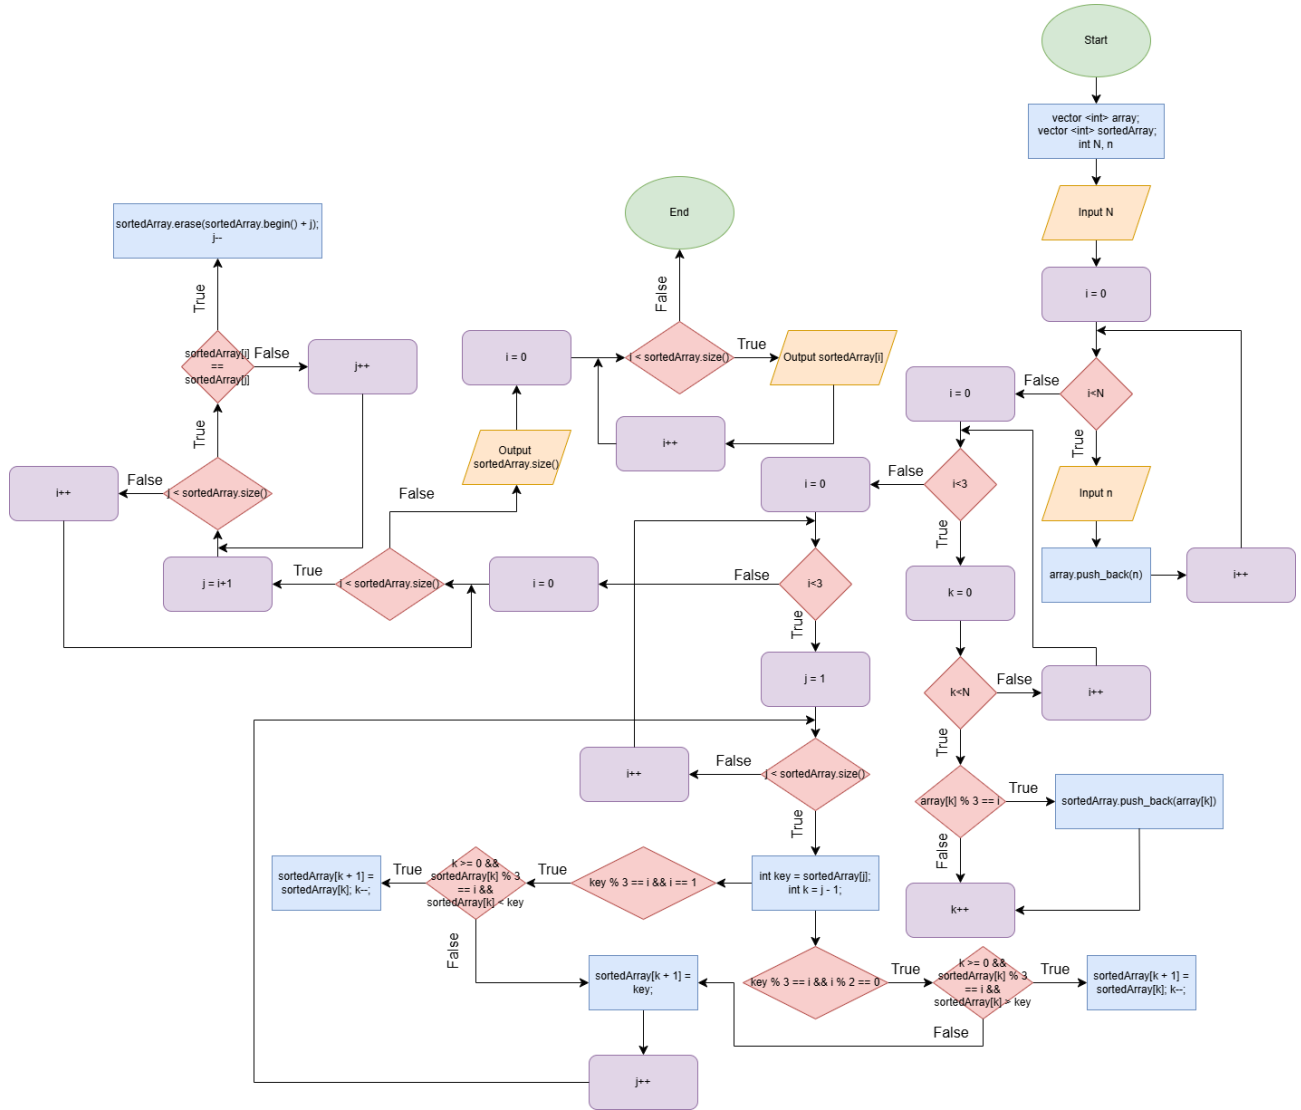 Start
vector <int> array;
vector <int> sortedArray;
int N, n
Input N
i = 0
i<N
False
True
Input n
array.push_back(n)
i++
i = 0
i<3
False
True
k = 0
k<N
False
i++
True
array[k] % 3 == i
True
sortedArray.push_back(array[k])
False
k++
i = 0
i<3
False
True
j = 1
j < sortedArray.size()
False
i++
True
int key = sortedArray[j];
int k = j - 1;
key % 3 == i && i == 1
True
k >= 0 &&
sortedArray[k] % 3
== i &&
sortedArray[k] < key
True
sortedArray[k + 1] =
sortedArray[k]; k--;
False
sortedArray[k + 1] =
key;
key % 3 == i && i % 2 == 0
True
k >= 0 &&
sortedArray[k] % 3
== i &&
sortedArray[k] > key
True
sortedArray[k + 1] =
sortedArray[k]; k--;
False
j++
i = 0
i < sortedArray.size()
True
False
j = i+1
j < sortedArray.size()
False
i++
True
sortedArray[i]
==
sortedArray[j]
False
j++
True
sortedArray.erase(sortedArray.begin() + j);
j--
Output
sortedArray.size()
i = 0
i < sortedArray.size()
True
Output sortedArray[i]
i++
False
End